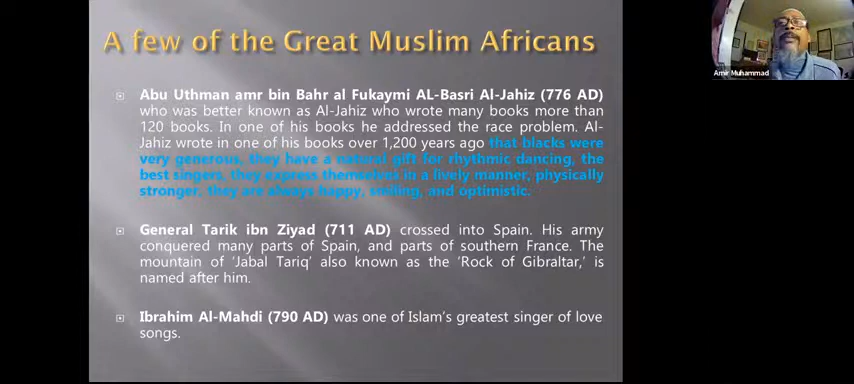 A few of the Great Muslim Africans
Amir Muhammad
Abu Uthman amr bin Bahr al Fukaymi AL-Basri Al-Jahiz (776 AD)
who was better known as Al-Jahiz who wrote many books more than
120 books. In one of his books he addressed the race problem. Al-
Jahiz wrote in one of his books over 1,200 years ago that blacks were
very generous, they have a natural gift for rhythmic dancing, the
best singers, they express themselves in a lively manner, physically
stronger, they are always happy, smiling, and optimistic.
General Tarik ibn Ziyad (711 AD) crossed into Spain. His army
conquered many parts of Spain, and parts of southern France. The
mountain of 'Jabal Tariq' also known as the 'Rock of Gibraltar,' is
named after him.
Ibrahim Al-Mahdi (790 AD) was one of Islam's greatest singer of love
songs.